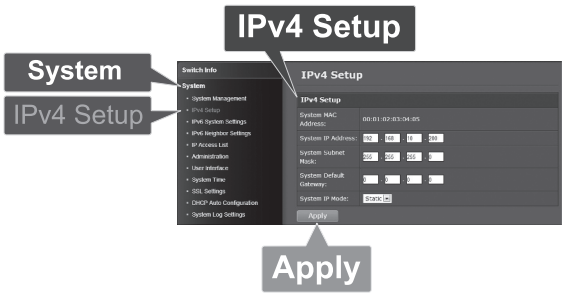 IPv4 Setup
System
IPv4 Setup
Switch Info
System
• System Management
• IPv4 Setup
• IPv6 System Settings
• IPv6 Neighbor Settings
• IP Access List
• Administration
• User Interface
• System Time
• SSL Settings
• DHCP Auto Configuration
• System Log Settings
IPv4 Setup
IPv4 Setup
System MAC Address: 00:01:02:03:04:05
System IP Address: 192 . 168 . 10 . 200
System Subnet Mask: 255 . 255 . 255 . 0
System Default Gateway: 0 . 0 . 0 . 0
System IP Mode: Static
Apply
Apply